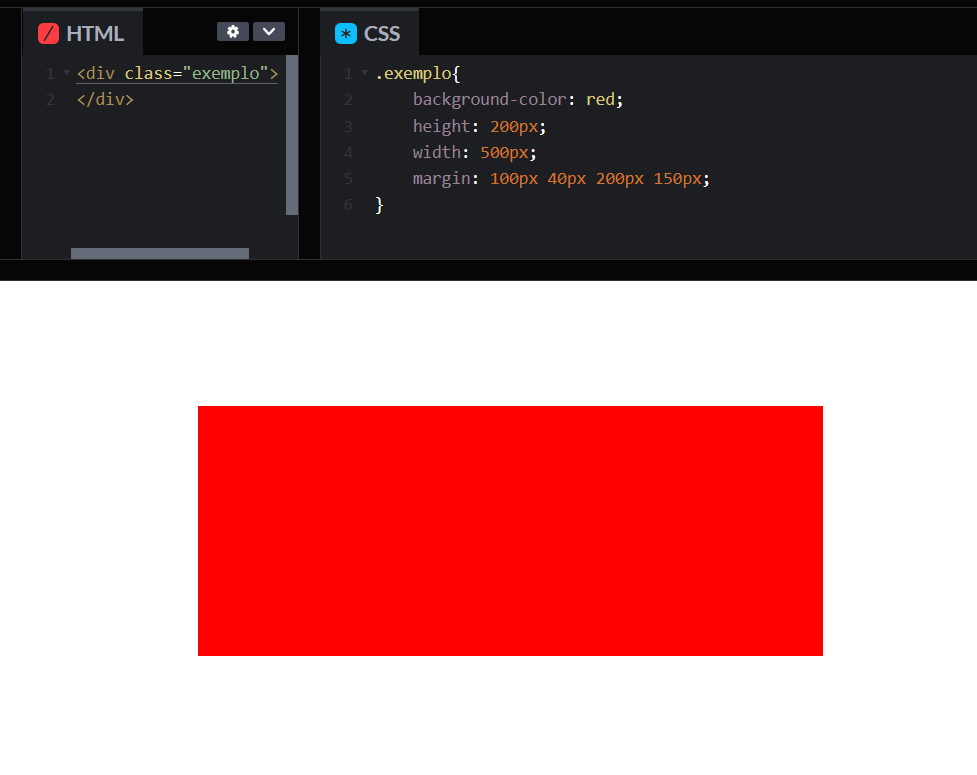 HTML
1 <div class="exemplo">
2 </div>
CSS
1 .exemplo{
2 background-color: red;
3 height: 200px;
4 width: 500px;
5 margin: 100px 40px 200px 150px;
6 }